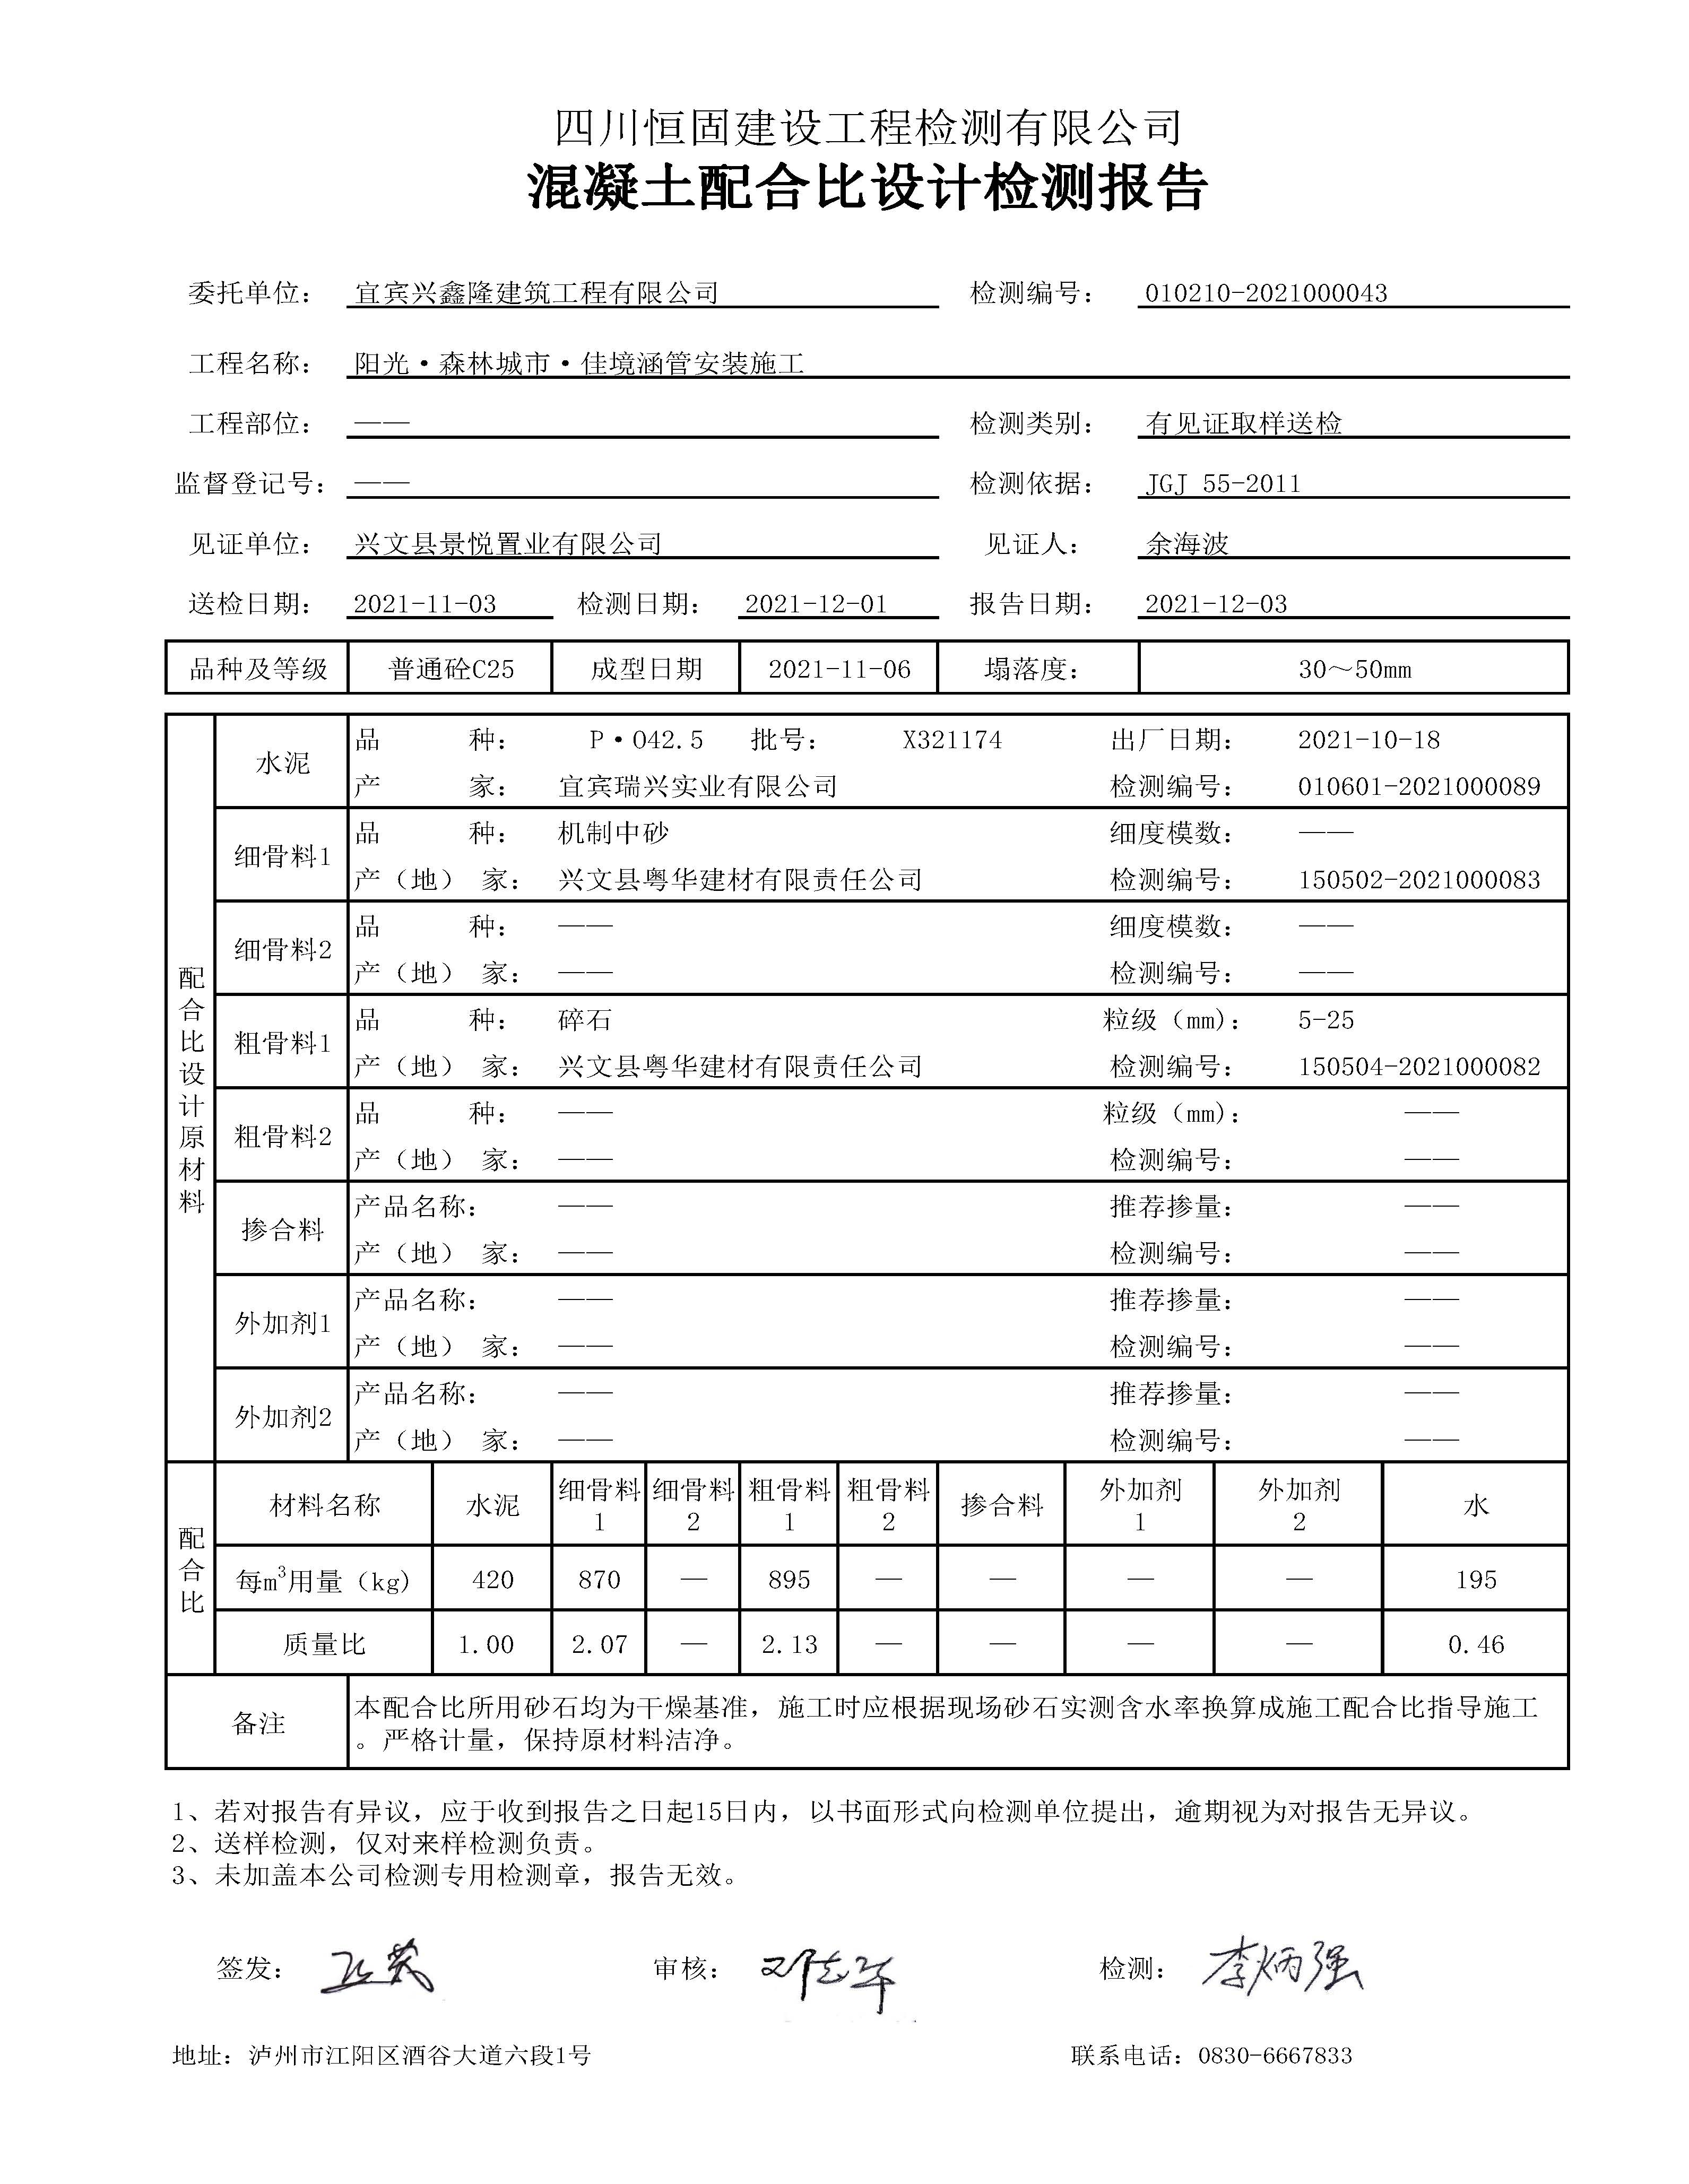 四川恒固建设工程检测有限公司
混凝土配合比设计检测报告
委托单位： 宜宾兴鑫隆建筑工程有限公司 检测编号： 010210-2021000043
工程名称： 阳光·森林城市·佳境涵管安装施工
工程部位： —— 检测类别： 有见证取样送检
监督登记号： —— 检测依据： JGJ 55-2011
见证单位： 兴文县景悦置业有限公司 见证人： 余海波
送检日期： 2021-11-03 检测日期： 2021-12-01 报告日期： 2021-12-03
品种及等级 普通砼C25 成型日期 2021-11-06 塌落度： 30～50mm
配合比设计原材料
水泥
品 种： P·O42.5 批号： X321174 出厂日期： 2021-10-18
产 家： 宜宾瑞兴实业有限公司 检测编号： 010601-2021000089
细骨料1
品 种： 机制中砂 细度模数： ——
产（地） 家： 兴文县粤华建材有限责任公司 检测编号： 150502-2021000083
细骨料2
品 种： —— 细度模数： ——
产（地） 家： —— 检测编号： ——
粗骨料1
品 种： 碎石 粒级（mm)： 5-25
产（地） 家： 兴文县粤华建材有限责任公司 检测编号： 150504-2021000082
粗骨料2
品 种： —— 粒级（mm)： ——
产（地） 家： —— 检测编号： ——
掺合料
产品名称： —— 推荐掺量： ——
产（地） 家： —— 检测编号： ——
外加剂1
产品名称： —— 推荐掺量： ——
产（地） 家： —— 检测编号： ——
外加剂2
产品名称： —— 推荐掺量： ——
产（地） 家： —— 检测编号： ——
配合比
材料名称 水泥 细骨料1 细骨料2 粗骨料1 粗骨料2 掺合料 外加剂1 外加剂2 水
每m³用量（kg) 420 870 — 895 — — — — 195
质量比 1.00 2.07 — 2.13 — — — — 0.46
备注
本配合比所用砂石均为干燥基准，施工时应根据现场砂石实测含水率换算成施工配合比指导施工
。严格计量，保持原材料洁净。
1、若对报告有异议，应于收到报告之日起15日内，以书面形式向检测单位提出，逾期视为对报告无异议。
2、送样检测，仅对来样检测负责。
3、未加盖本公司检测专用检测章，报告无效。
签发： 审核： 检测： 李炳强
地址：泸州市江阳区酒谷大道六段1号 联系电话：0830-6667833